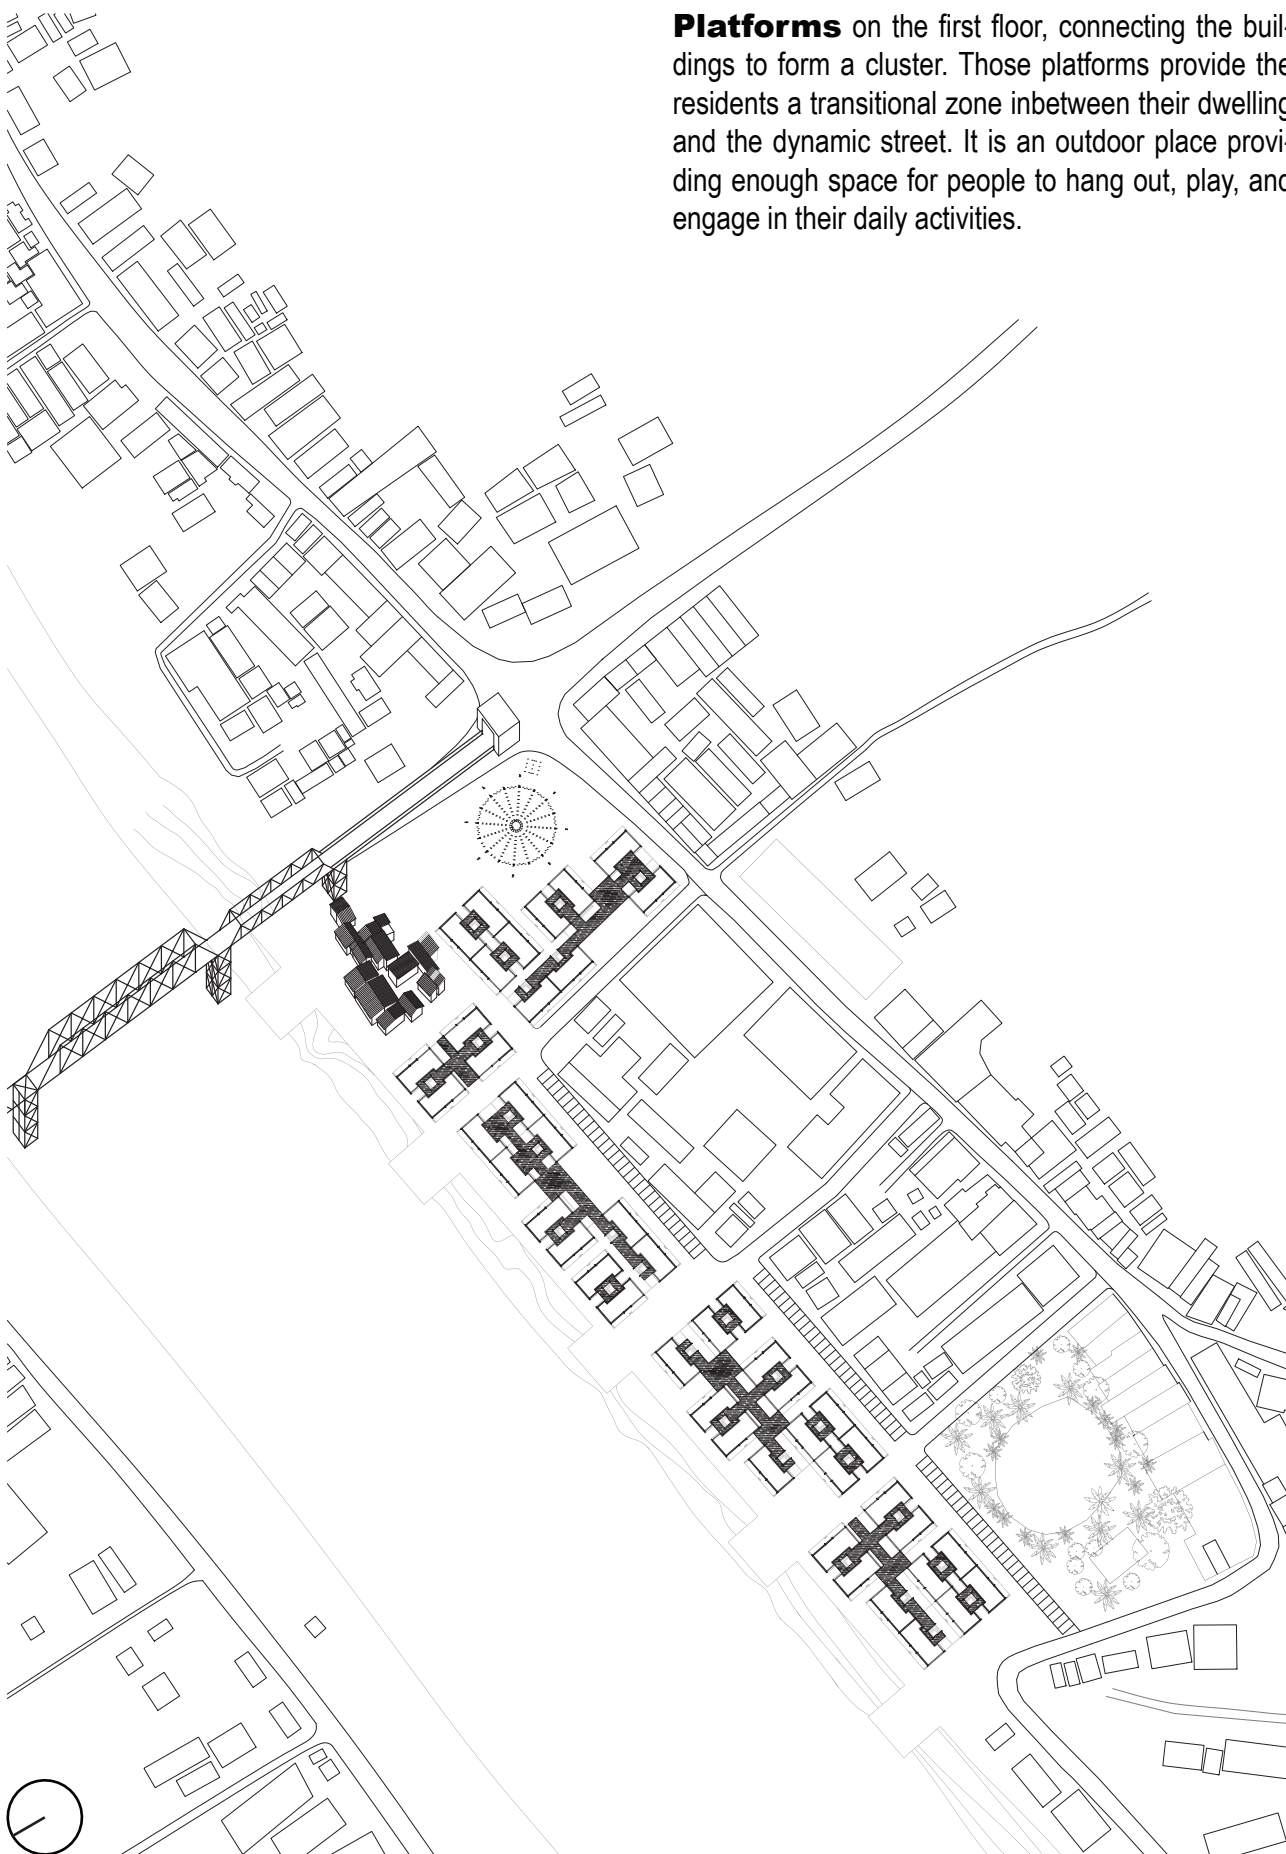 Platforms on the first floor, connecting the buil-
dings to form a cluster. Those platforms provide the
residents a transitional zone inbetween their dwelling
and the dynamic street. It is an outdoor place provi-
ding enough space for people to hang out, play, and
engage in their daily activities.